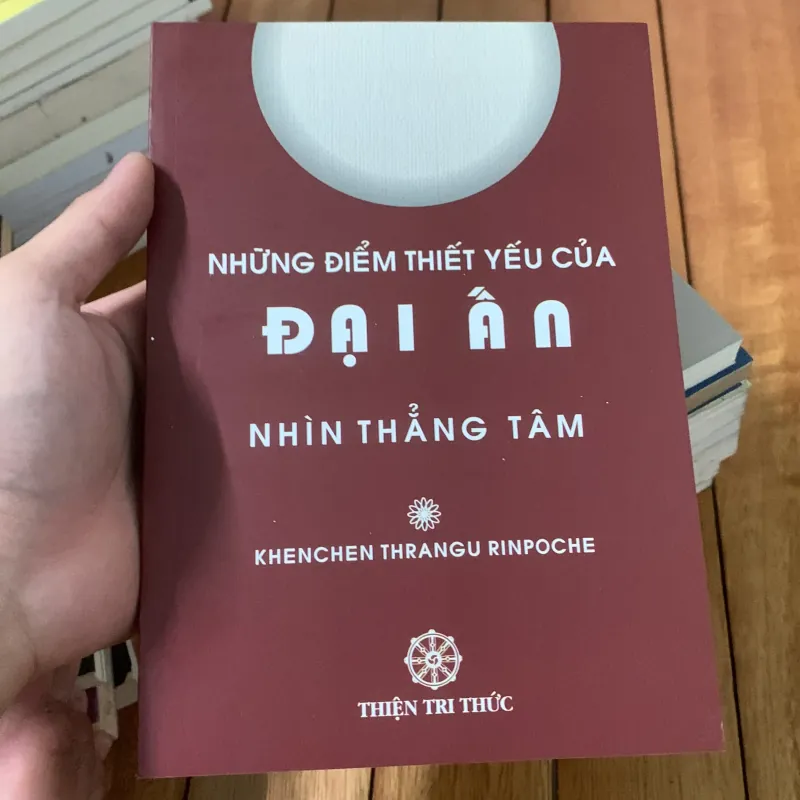 NHỮNG ĐIỂM THIẾT YẾU CỦA
ĐẠI ẤN
NHÌN THẲNG TÂM
KHENCHEN THRANGU RINPOCHE
THIỆN TRI THỨC